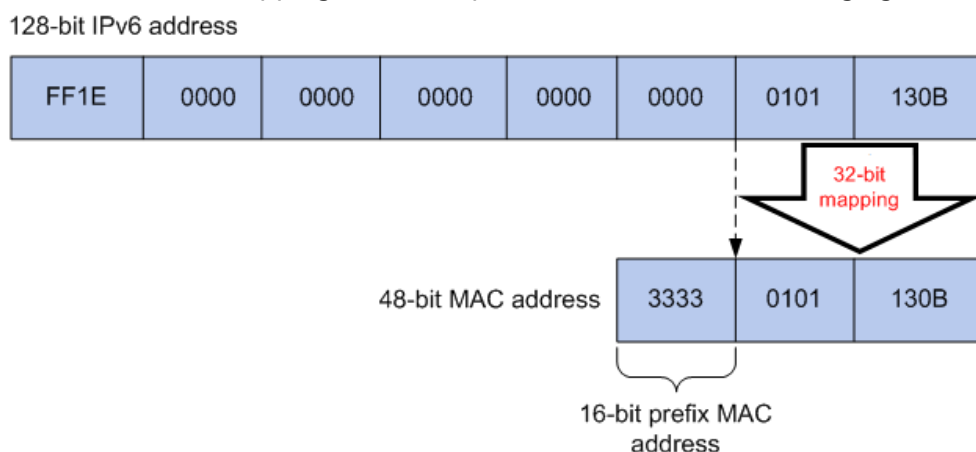 128-bit IPv6 address
FF1E 0000 0000 0000 0000 0000 0101 130B
32-bit
mapping
48-bit MAC address 3333 0101 130B
16-bit prefix MAC
address